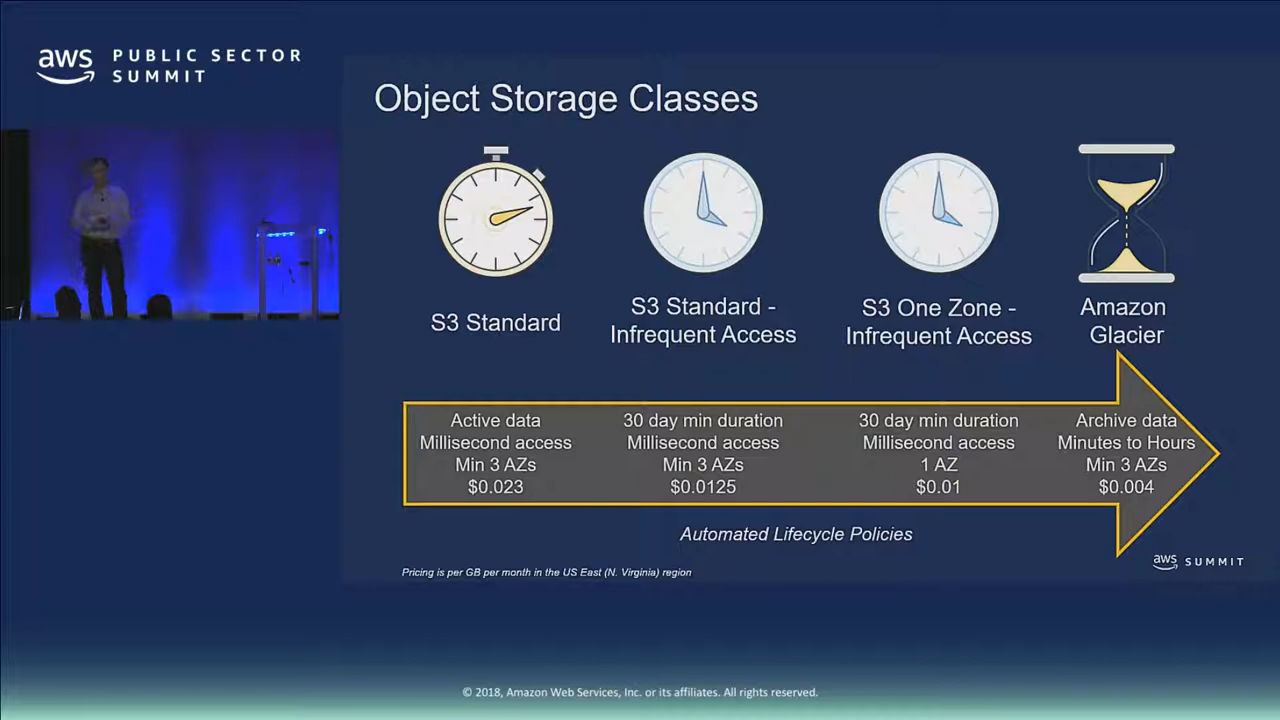 aws PUBLIC SECTOR
SUMMIT
Object Storage Classes
S3 Standard
S3 Standard -
Infrequent Access
S3 One Zone -
Infrequent Access
Amazon
Glacier
Active data
Millisecond access
Min 3 AZs
$0.023
30 day min duration
Millisecond access
Min 3 AZs
$0.0125
30 day min duration
Millisecond access
1 AZ
$0.01
Archive data
Minutes to Hours
Min 3 AZs
$0.004
Automated Lifecycle Policies
Pricing is per GB per month in the US East (N. Virginia) region
aws SUMMIT
© 2018, Amazon Web Services, Inc. or its affiliates. All rights reserved.